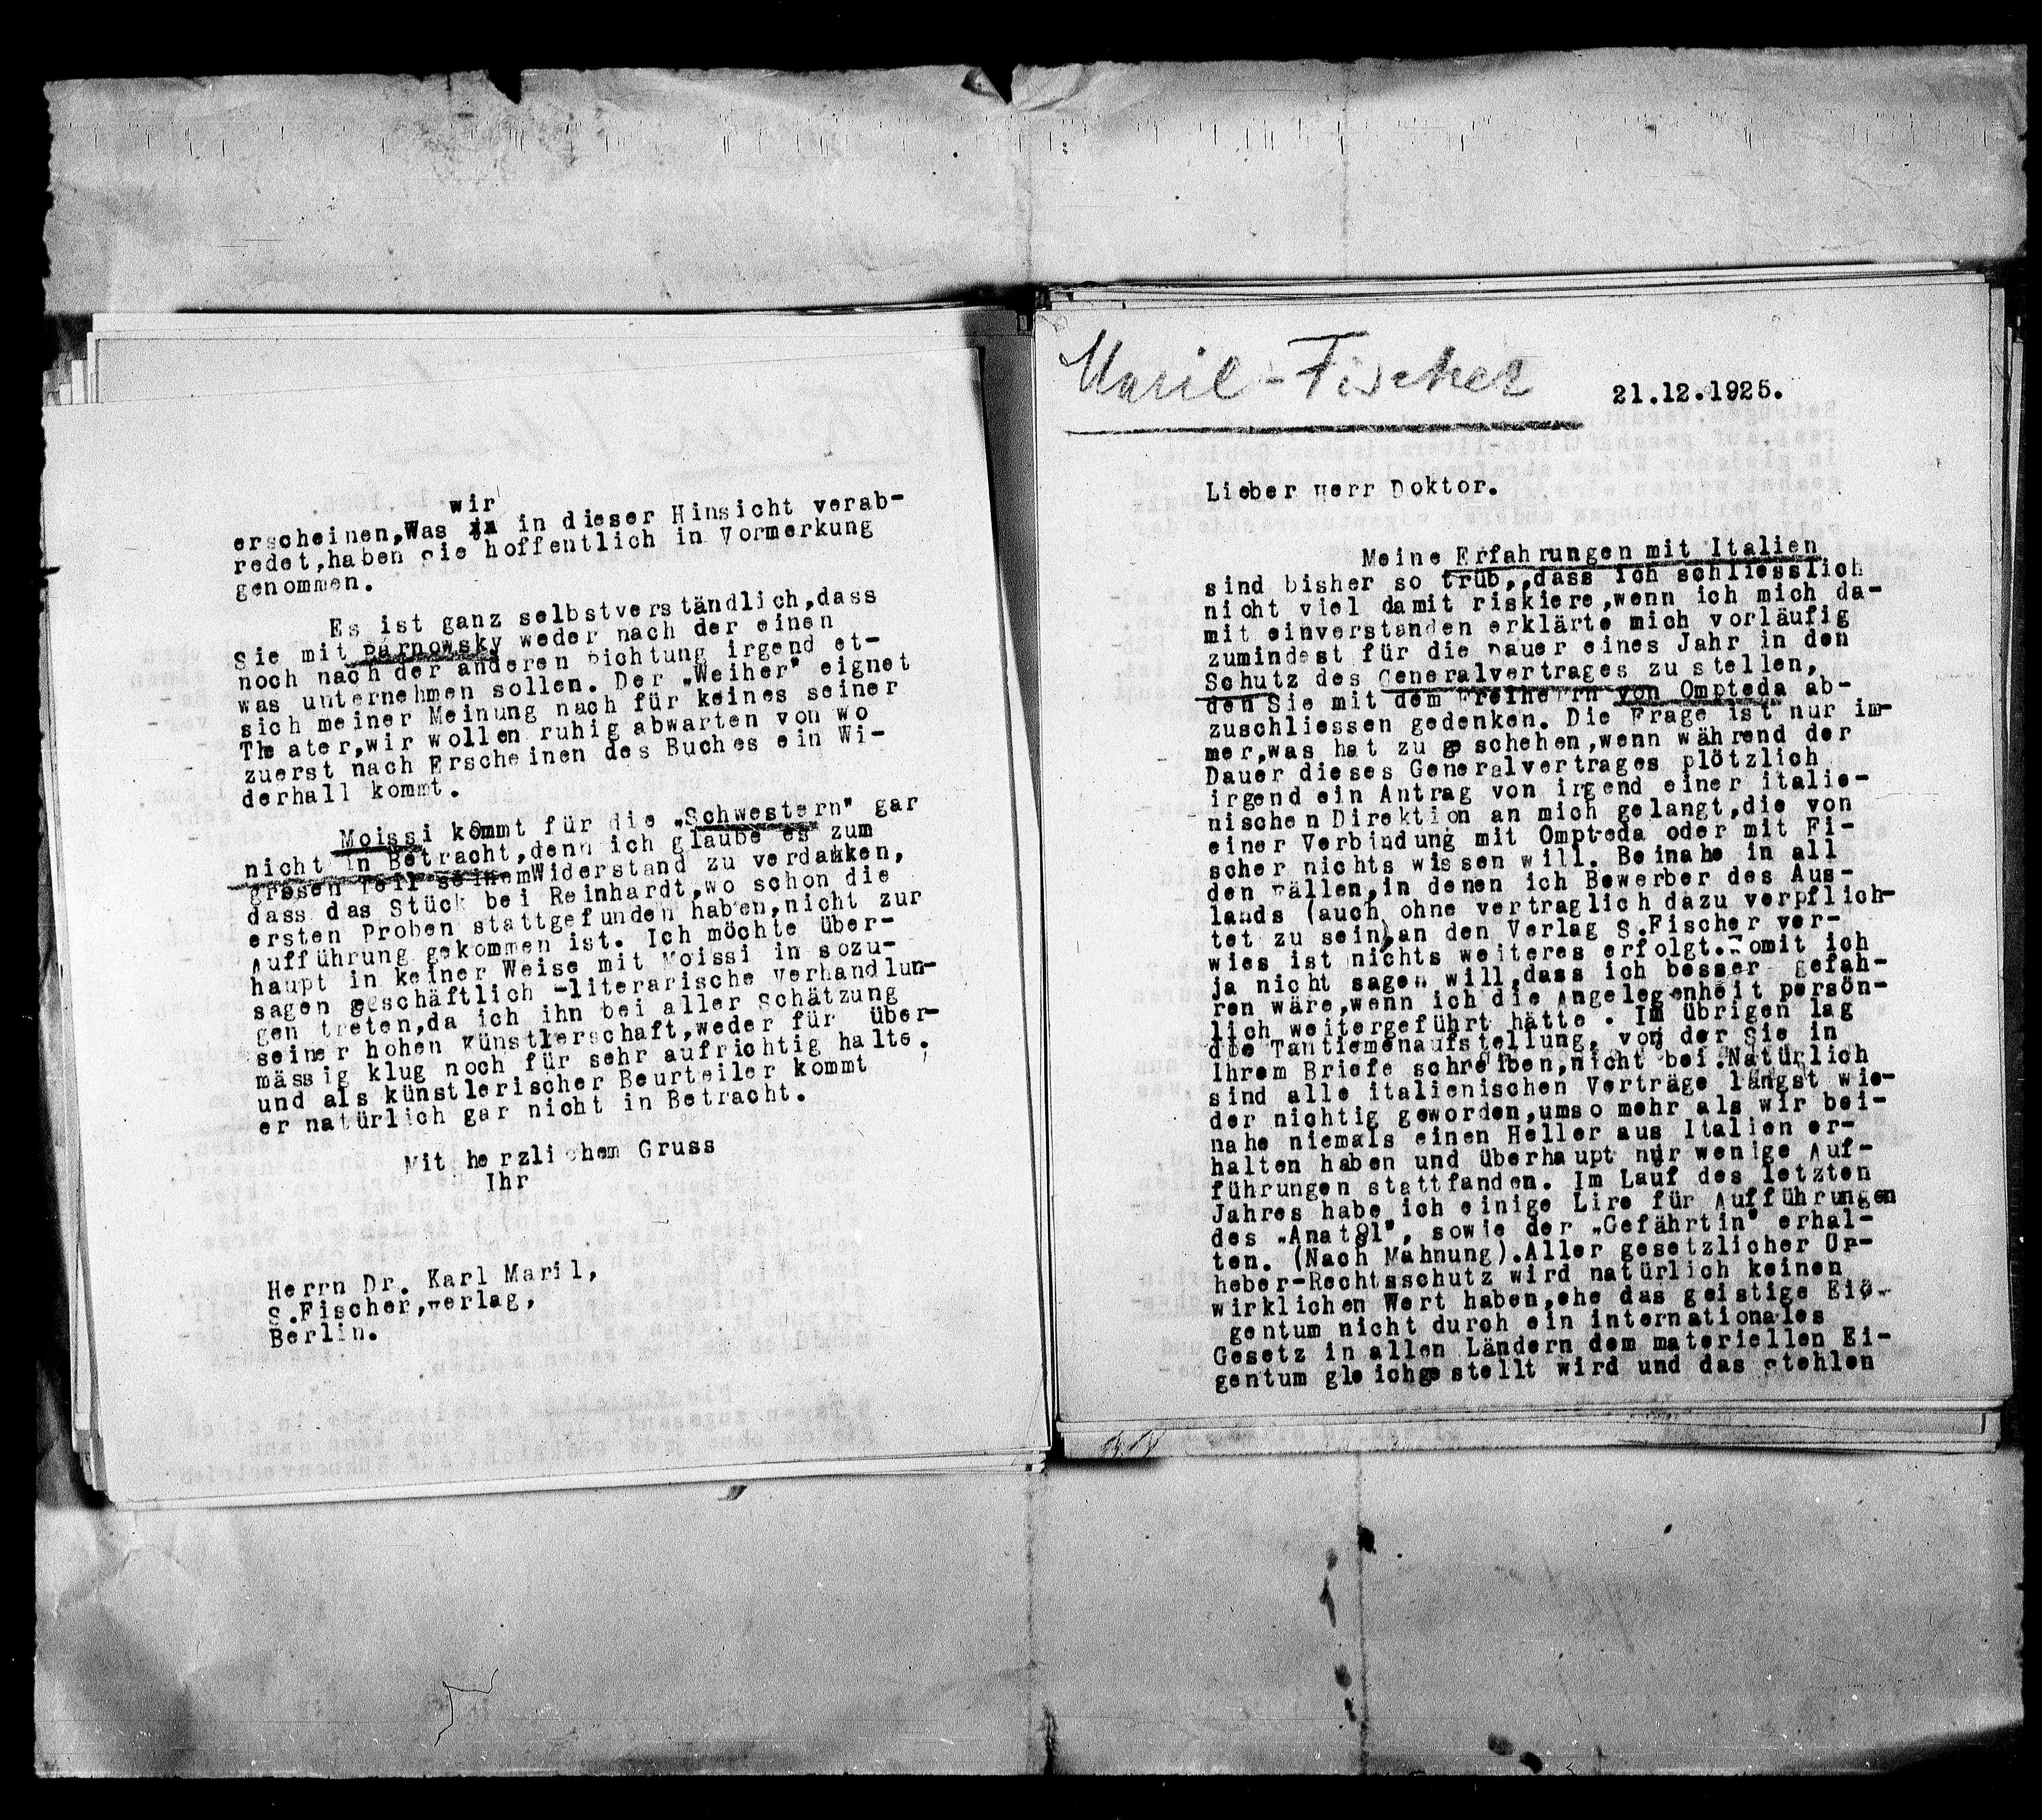 wir
erscheinen,Was in dieser Hinsicht verab-
redet,haben Sie hoffentlich in Vormerkung
genommen.
Es ist ganz selbstverständlich,dass
Sie mit Barnowsky weder nach der einen
noch nach der anderen Richtung irgend et-
was unternehmen sollen. Der „Weiher" eignet
sich meiner Meinung nach für keines seiner
Theater,wir wollen ruhig abwarten von wo
zuerst nach Erscheinen des Buches ein Wi-
derhall kommt.
Moissi kommt für die „Schwestern" gar
nicht in Betracht,denn ich glaube es zum
grosen Teil seinem Widerstand zu verdanken,
dass das Stück bei Reinhardt,wo schon die
ersten Proben stattgefunden haben,nicht zur
Aufführung gekommen ist. Ich möchte über-
haupt in keiner Weise mit Moissi in sozu-
sagen geschäftlich -literarische Verhandlun-
gen treten,da ich ihn bei aller Schätzung
seiner hohen Künstlerschaft,weder für über-
mässig klug noch für sehr aufrichtig halte.
und als künstlerischer Beurteiler kommt
er natürlich gar nicht in Betracht.
Mit herzlichem Gruss
Ihr
Herrn Dr. Karl Maril,
S.Fischer,Verlag,
Berlin.
Maril-Fischer
21.12.1925.
Lieber Herr Doktor.
Meine Erfahrungen mit Italien
sind bisher so trüb,,dass ich schliesslich
nicht viel damit riskiere,wenn ich mich da-
mit einverstanden erklärte mich vorläufig
zumindest für die Dauer eines Jahr in den
Schutz des Generalvertrages zu stellen,
den Sie mit dem Freiherrn von Ompteda ab-
zuschliessen gedenken. Die Frage ist nur im-
mer,was hat zu geschehen,wenn während der
Dauer dieses Generalvertrages plötzlich
irgend ein Antrag von irgend einer italie-
nischen Direktion an mich gelangt,die von
einer Verbindung mit Ompteda oder mit Fi-
scher nichts wissen will. Beinahe in all
den Fällen,in denen ich Bewerber des Aus-
lands (auch ohne vertraglich dazu verpflich-
tet zu sein),an den Verlag S.Fischer ver-
wies ist nichts weiteres erfolgt.Womit ich
ja nicht sagen will,dass ich besser gefah-
ren wäre,wenn ich die Angelegenheit persön-
lich weitergeführt hätte . Im übrigen lag
die Tantiemenaufstellung, von der Sie in
Ihrem Briefe schreiben,nicht bei.Natürlich
sind alle italienischen Verträge längst wie-
der nichtig geworden,umso mehr als wir bei-
nahe niemals einen Heller aus Italien er-
halten haben und überhaupt nur wenige Auf-
führungen stattfanden. Im Lauf des letzten
Jahres habe ich einige Lire für Aufführungen
des „Anatol", sowie der „Gefährtin" erhal-
ten. (Nach Mahnung).Aller gesetzlicher Ur-
heber-Rechtsschutz wird natürlich keinen
wirklichen Wert haben,ehe das geistige Eig-
gentum nicht durch ein internationales
Gesetz in allen Ländern dem materiellen Ei-
gentum gleichgestellt wird und das Stehlen